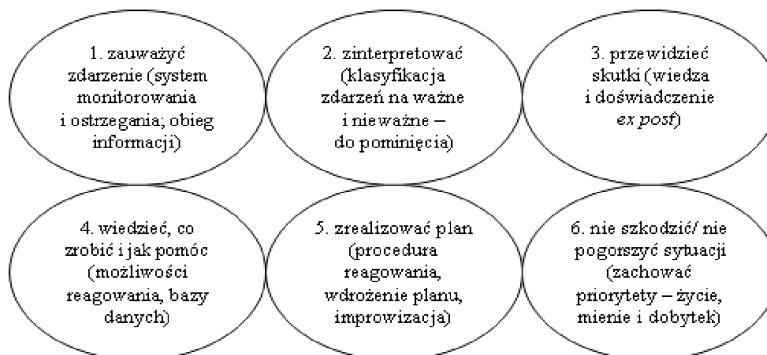 1. zauważyć
zdarzenie (system
monitorowania
i ostrzegania; obieg
informacji)
2. zinterpretować
(klasyfikacja
zdarzeń na ważne
i nieważne –
do pominięcia)
3. przewidzieć
skutki (wiedza
i doświadczenie
ex post)
4. wiedzieć, co
zrobić i jak pomóc
(możliwości
reagowania, bazy
danych)
5. zrealizować plan
(procedura
reagowania,
wdrożenie planu,
improwizacja)
6. nie szkodzić/ nie
pogorszyć sytuacji
(zachować
priorytety – życie,
mienie i dobytek)